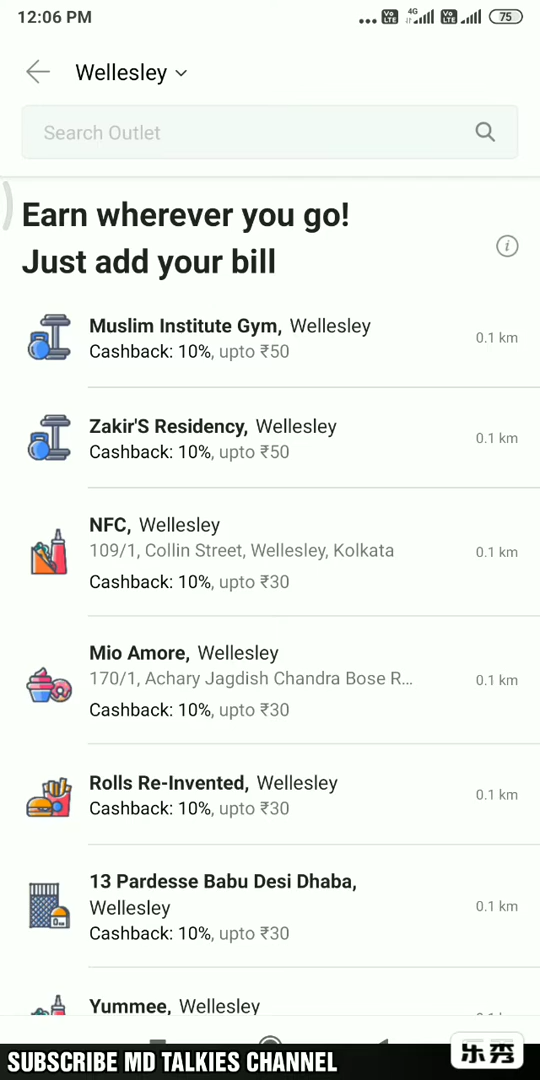 12:06 PM
Vo LTE 4G Vo LTE 75
Wellesley
Search Outlet
Earn wherever you go!
Just add your bill
i
Muslim Institute Gym, Wellesley
Cashback: 10%, upto ₹50
0.1 km
Zakir'S Residency, Wellesley
Cashback: 10%, upto ₹50
0.1 km
NFC, Wellesley
109/1, Collin Street, Wellesley, Kolkata
Cashback: 10%, upto ₹30
0.1 km
Mio Amore, Wellesley
170/1, Achary Jagdish Chandra Bose R...
Cashback: 10%, upto ₹30
0.1 km
Rolls Re-Invented, Wellesley
Cashback: 10%, upto ₹30
0.1 km
13 Pardesse Babu Desi Dhaba,
Wellesley
Cashback: 10%, upto ₹30
0.1 km
Yummee, Wellesley
SUBSCRIBE MD TALKIES CHANNEL
乐秀